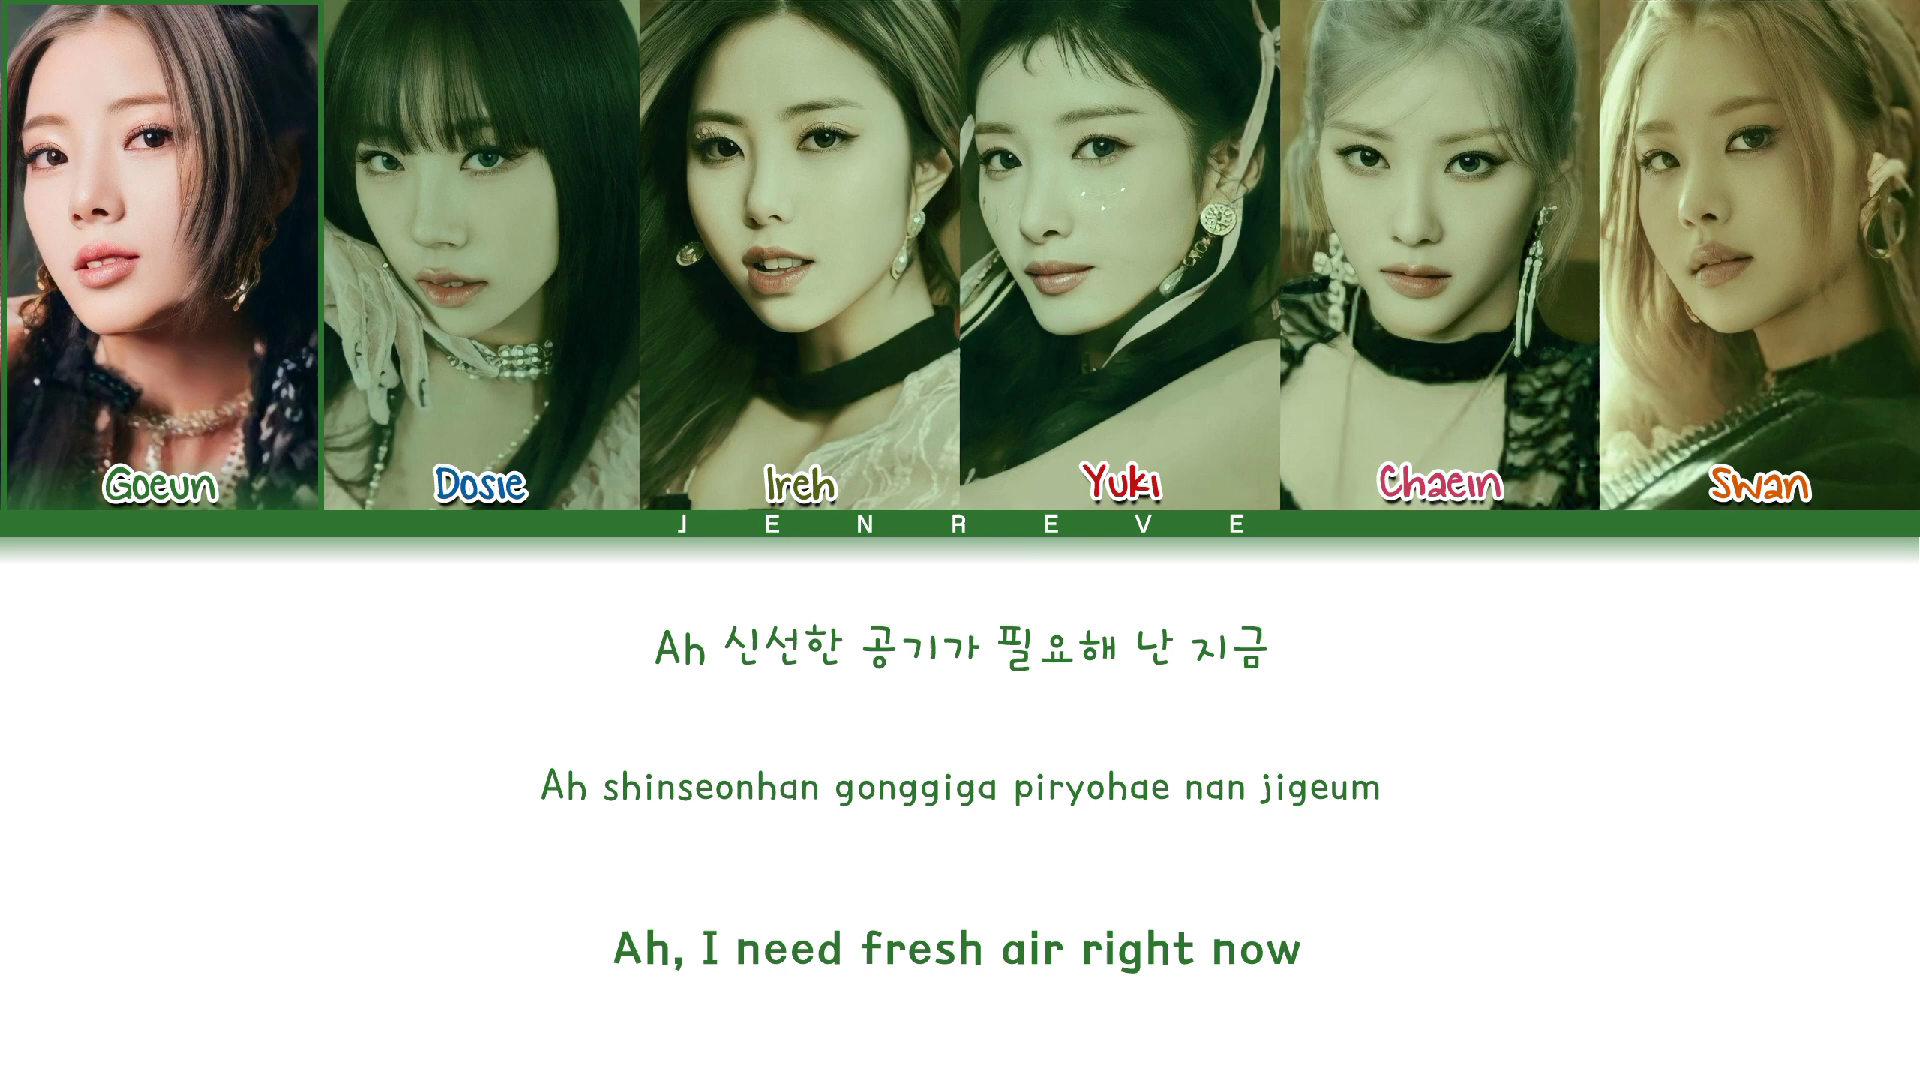 Goeun Dosie Ireh Yuki Chaein Swan
J E N R E V E
Ah 신선한 공기가 필요해 난 지금
Ah shinseonhan gonggiga piryohae nan jigeum
Ah, I need fresh air right now